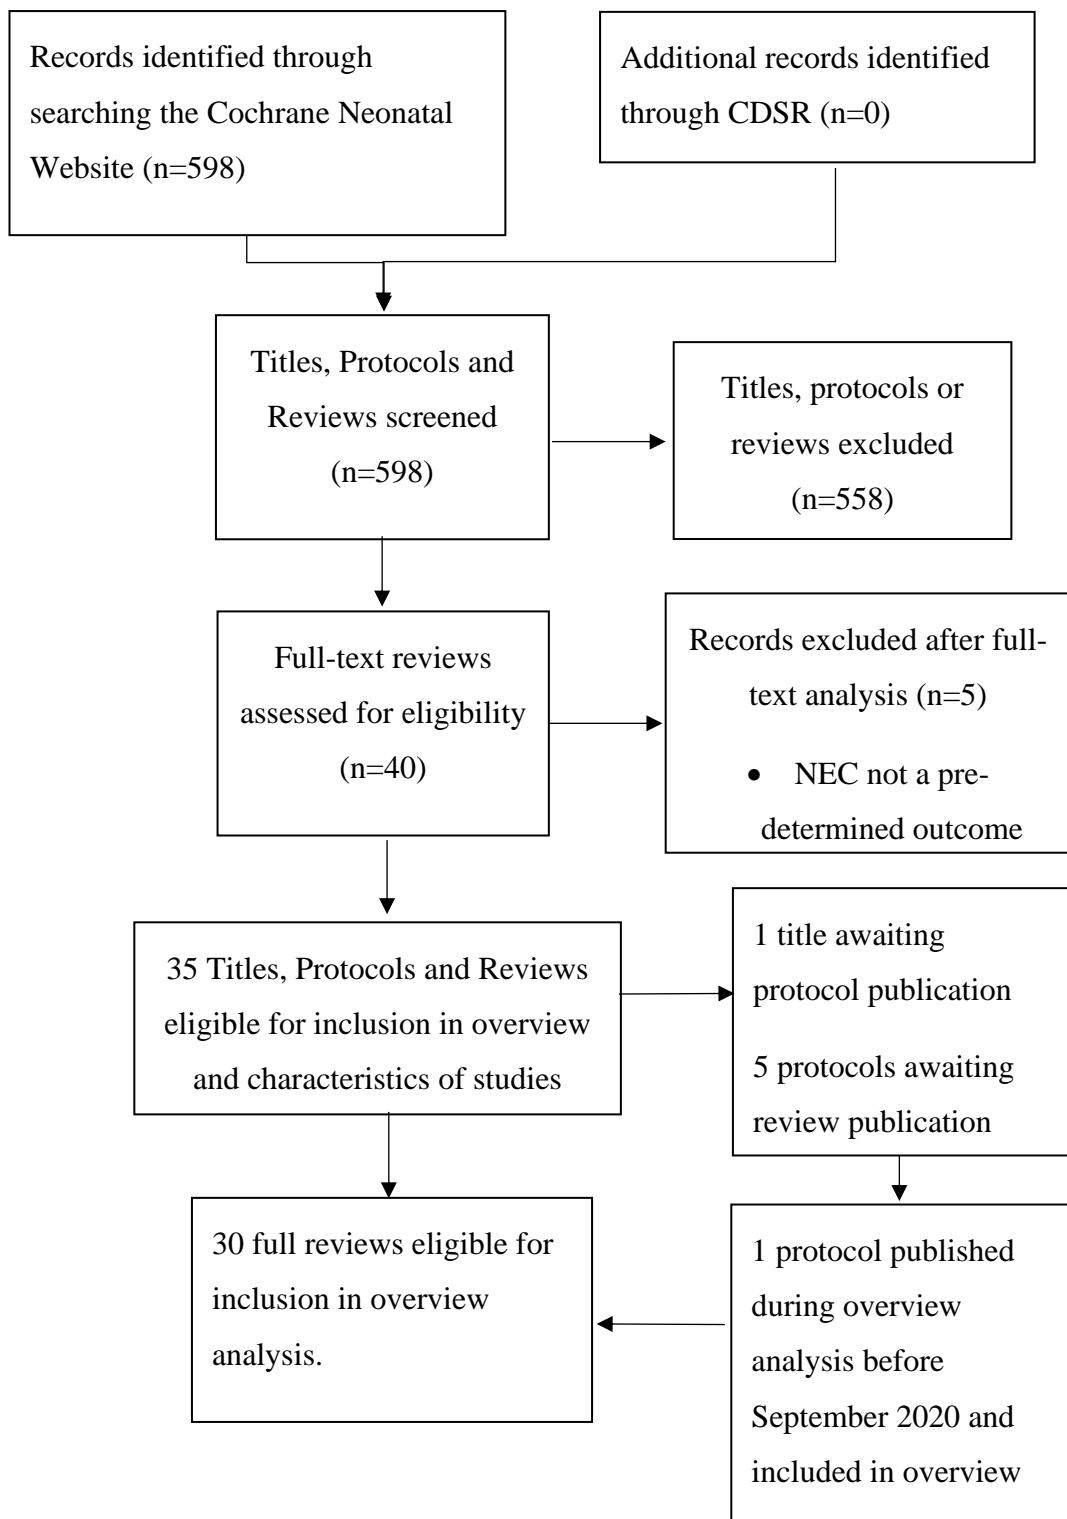 Records identified through
searching the Cochrane Neonatal
Website (n=598)
Additional records identified
through CDSR (n=0)
Titles, Protocols and
Reviews screened
(n=598)
Titles, protocols or
reviews excluded
(n=558)
Full-text reviews
assessed for eligibility
(n=40)
Records excluded after full-
text analysis (n=5)
• NEC not a pre-
determined outcome
35 Titles, Protocols and Reviews
eligible for inclusion in overview
and characteristics of studies
1 title awaiting
protocol publication
5 protocols awaiting
review publication
30 full reviews eligible for
inclusion in overview
analysis.
1 protocol published
during overview
analysis before
September 2020 and
included in overview